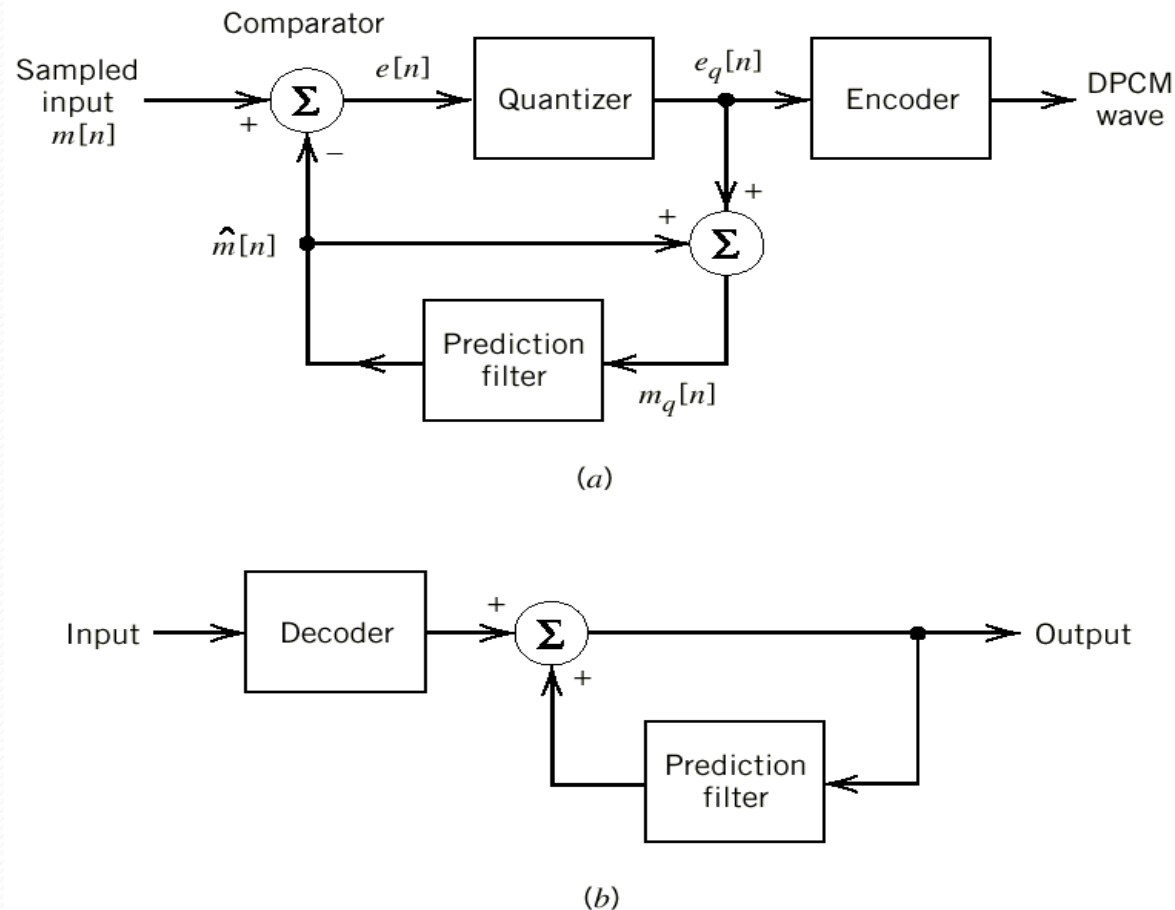 Comparator
Sampled
input
m[n]
+
Σ
−
e[n]
Quantizer
e_q[n]
Encoder
DPCM
wave
+
+
Σ
m̂[n]
Prediction
filter
m_q[n]
(a)
Input
Decoder
+
Σ
+
Output
Prediction
filter
(b)